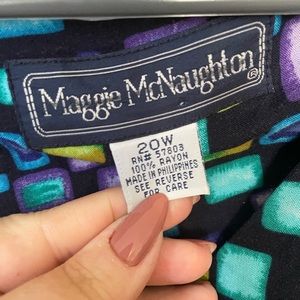 Maggie McNaughton®
20W
RN# 57803
100% RAYON
MADE IN PHILIPPINES
SEE REVERSE
FOR CARE